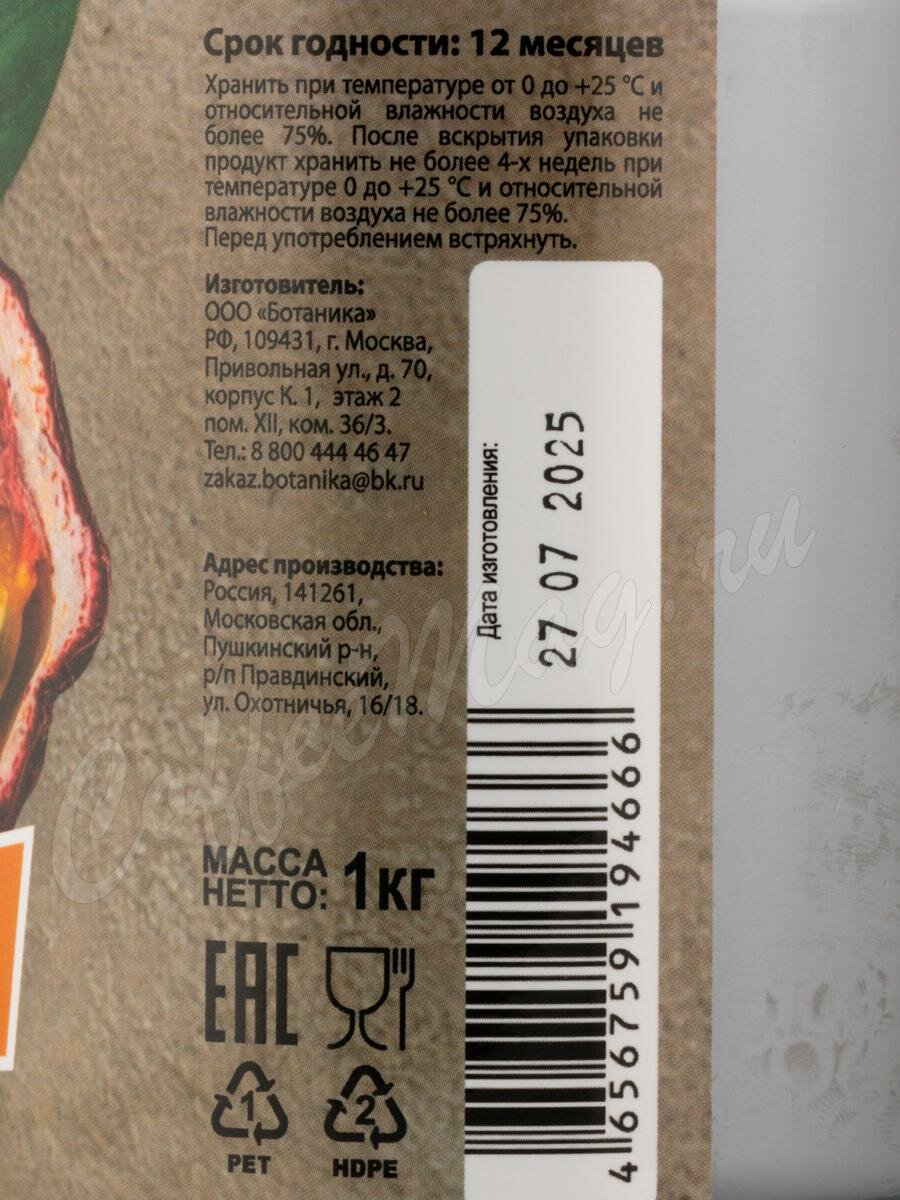 Срок годности: 12 месяцев
Хранить при температуре от 0 до +25 °С и
относительной влажности воздуха не
более 75%. После вскрытия упаковки
продукт хранить не более 4-х недель при
температуре 0 до +25 °С и относительной
влажности воздуха не более 75%.
Перед употреблением встряхнуть.
Изготовитель:
ООО «Ботаника»
РФ, 109431, г. Москва,
Привольная ул., д. 70,
корпус К. 1, этаж 2
пом. XII, ком. 36/3.
Тел.: 8 800 444 46 47
zakaz.botanika@bk.ru
Адрес производства:
Россия, 141261,
Московская обл.,
Пушкинский р-н,
р/п Правдинский,
ул. Охотничья, 16/18.
Дата изготовления:
27 07 2025
МАССА
НЕТТО: 1кг
EAC
1
PET
2
HDPE
4656759194666
CoffeeMag.ru